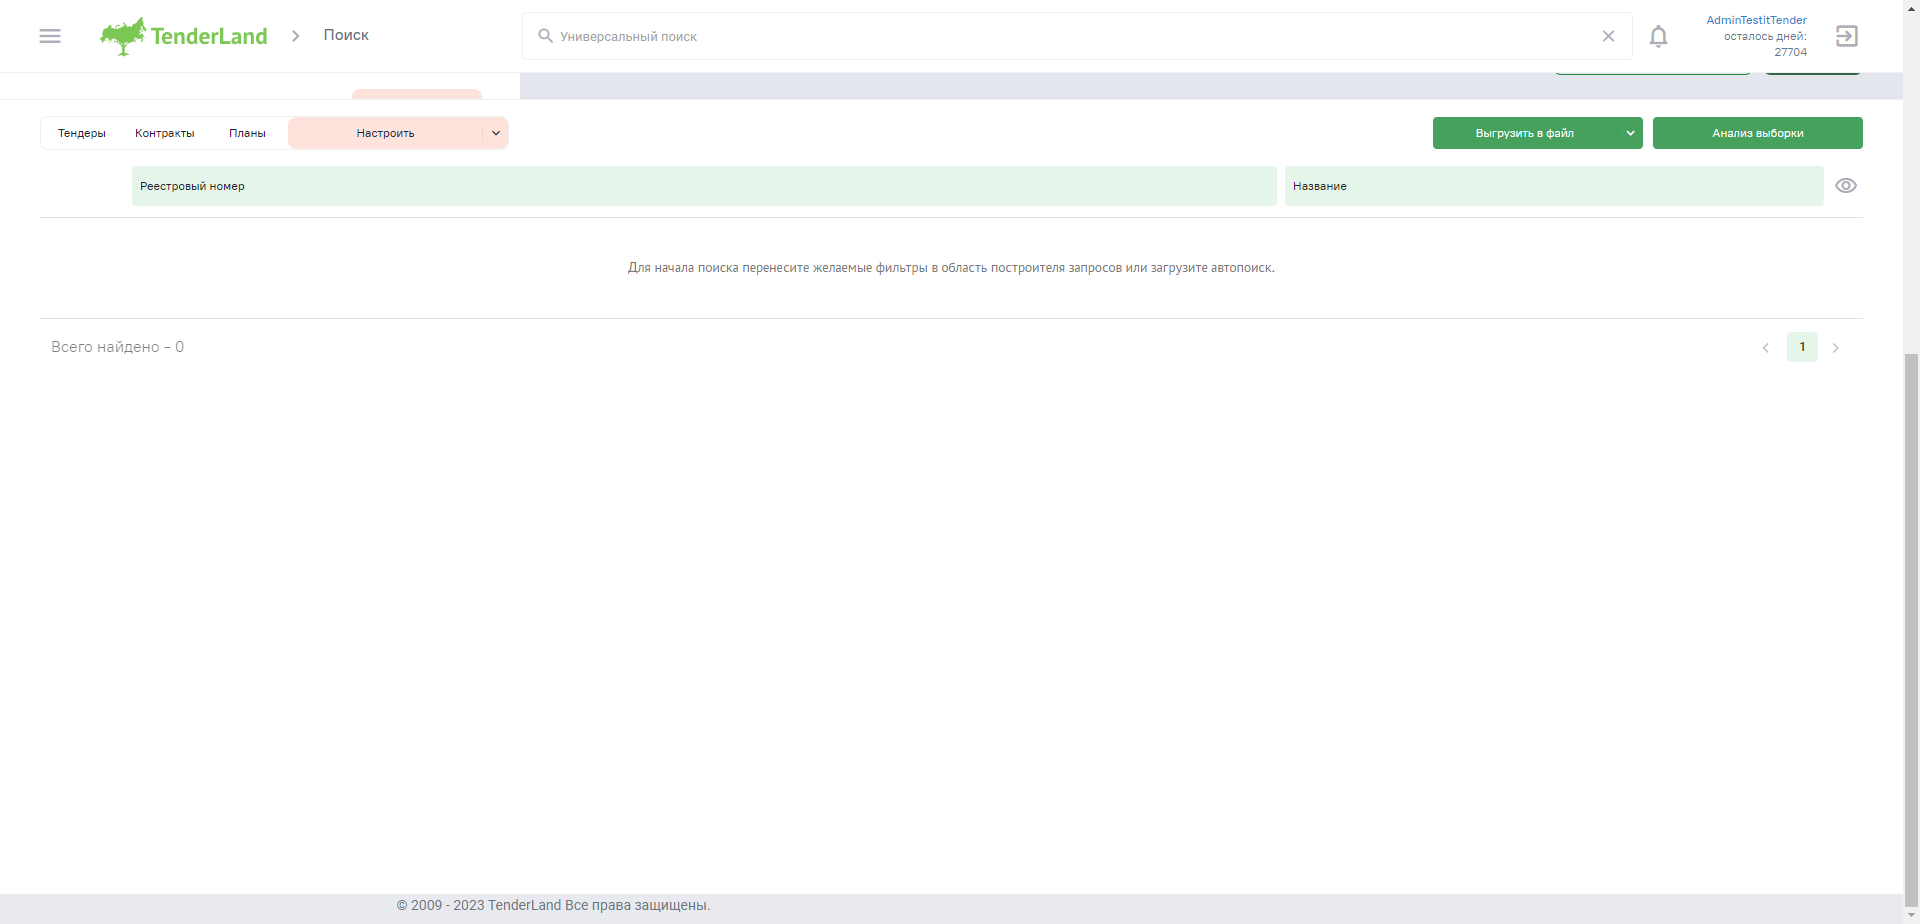 TenderLand
Поиск
Универсальный поиск
AdminTestitTender
осталось дней:
27704
Тендеры
Контракты
Планы
Настроить
Выгрузить в файл
Анализ выборки
Реестровый номер
Название
Для начала поиска перенесите желаемые фильтры в область построителя запросов или загрузите автопоиск.
Всего найдено - 0
1
© 2009 - 2023 TenderLand Все права защищены.